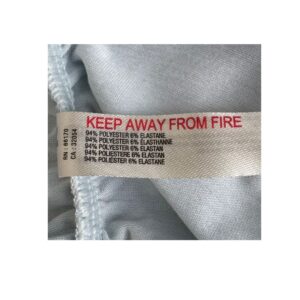 KEEP AWAY FROM FIRE
94% POLYESTER 6% ELASTANE
94% POLYESTER 6% ELASTHANNE
94% POLYESTER 6% ELASTAN
94% POLIESTERE 6% ELASTAN
94% POLYESTER 6% ELASTANE
RN : 66170
CA : 32054